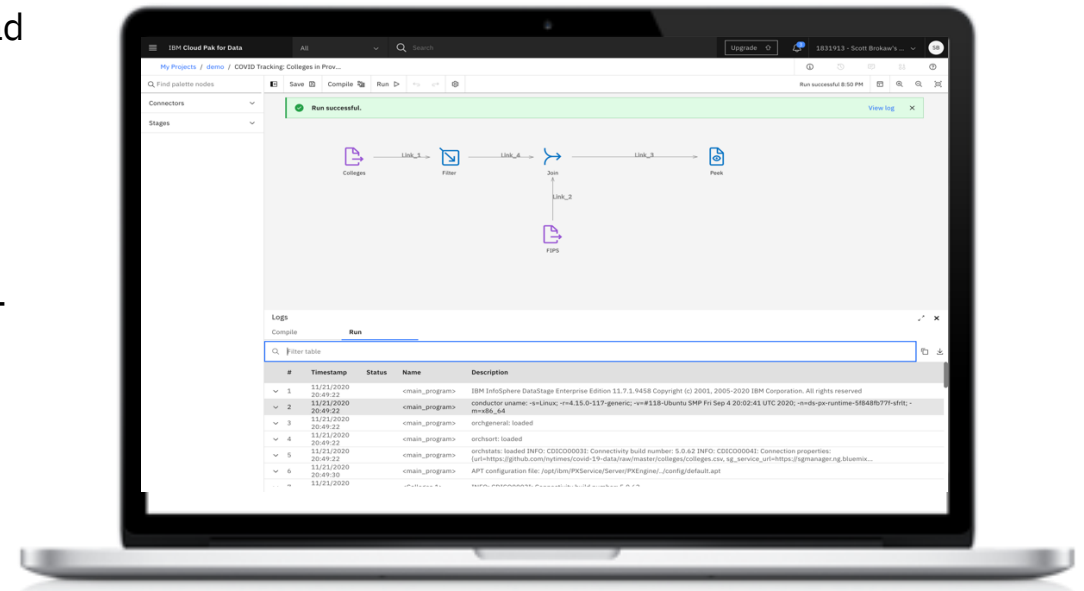 IBM Cloud Pak for Data All Search Upgrade 1831913 - Scott Brokaw's ... SB
My Projects / demo / COVID Tracking: Colleges in Prov...
Find palette nodes Save Compile Run Run successful 8:50 PM
Connectors
Stages
Run successful. View log
Link_1 Link_4 Link_3
Colleges Filter Join Peek
Link_2
FIPS
Logs
Compile Run
Filter table
# Timestamp Status Name Description
1 11/21/2020 20:49:22 <main_program> IBM InfoSphere DataStage Enterprise Edition 11.7.1.9458 Copyright (c) 2001, 2005-2020 IBM Corporation. All rights reserved
2 11/21/2020 20:49:22 <main_program> conductor uname: -s=Linux; -r=4.15.0-117-generic; -v=#118-Ubuntu SMP Fri Sep 4 20:02:41 UTC 2020; -n=ds-px-runtime-5f848fb77f-sfrlt; -
m=x86_64
3 11/21/2020 20:49:22 <main_program> orchgeneral: loaded
4 11/21/2020 20:49:22 <main_program> orchsort: loaded
5 11/21/2020 20:49:22 <main_program> orchstats: loaded INFO: CDICO0003I: Connectivity build number: 5.0.62 INFO: CDICO0004I: Connection properties:
{url=https://github.com/nytimes/covid-19-data/raw/master/colleges/colleges.csv, sg_service_url=https://sgmanager.ng.bluemix...
6 11/21/2020 20:49:30 <main_program> APT configuration file: /opt/ibm/PXService/Server/PXEngine/../config/default.apt
11/21/2020